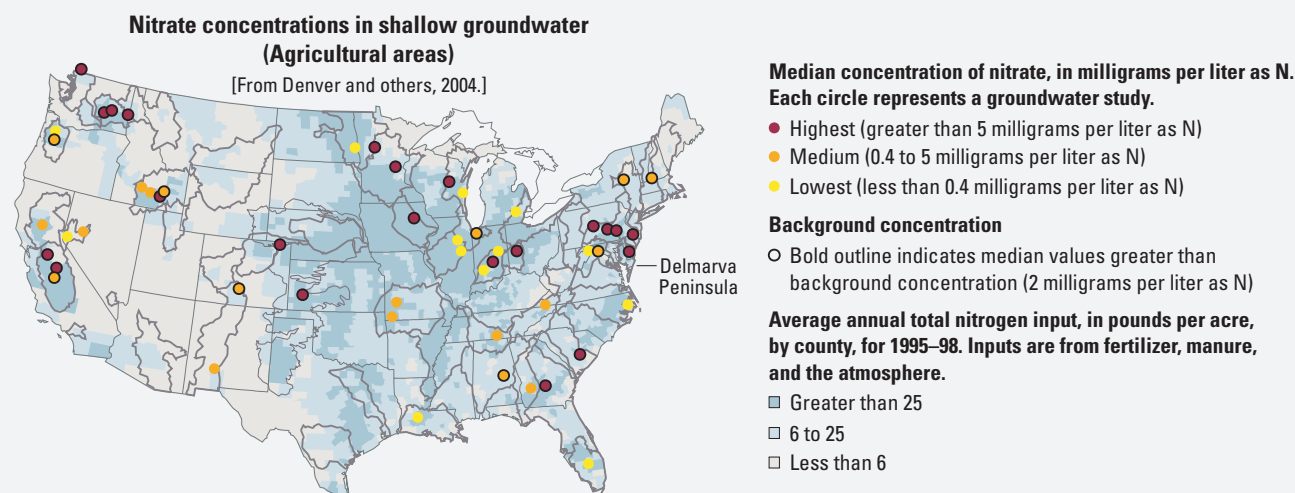 Nitrate concentrations in shallow groundwater
(Agricultural areas)
[From Denver and others, 2004.]
Delmarva
Peninsula
Median concentration of nitrate, in milligrams per liter as N.
Each circle represents a groundwater study.
Highest (greater than 5 milligrams per liter as N)
Medium (0.4 to 5 milligrams per liter as N)
Lowest (less than 0.4 milligrams per liter as N)
Background concentration
Bold outline indicates median values greater than
background concentration (2 milligrams per liter as N)
Average annual total nitrogen input, in pounds per acre,
by county, for 1995–98. Inputs are from fertilizer, manure,
and the atmosphere.
Greater than 25
6 to 25
Less than 6